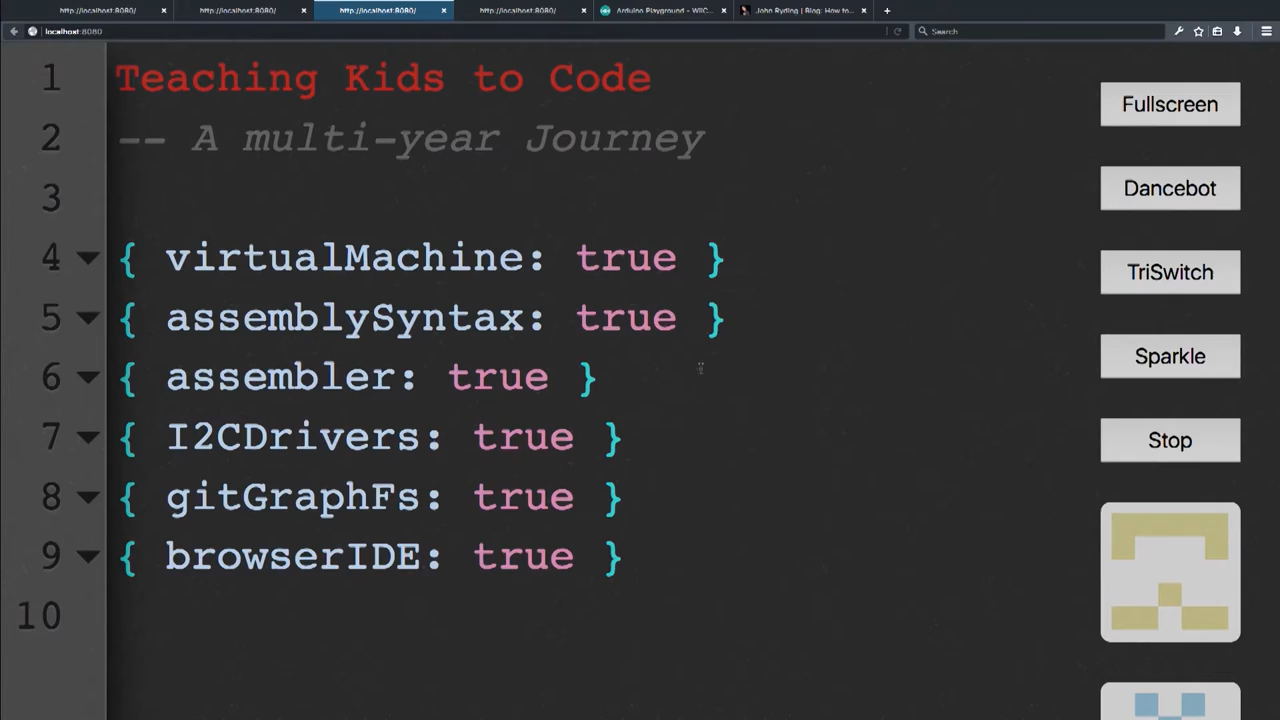 http://localhost:8080/
http://localhost:8080/
http://localhost:8080/
http://localhost:8080/
Arduino Playground - WIIC...
John Ryding | Blog: How to...
localhost:8080
Search
1 Teaching Kids to Code
2 -- A multi-year Journey
3
4 { virtualMachine: true }
5 { assemblySyntax: true }
6 { assembler: true }
7 { I2CDrivers: true }
8 { gitGraphFs: true }
9 { browserIDE: true }
10
Fullscreen
Dancebot
TriSwitch
Sparkle
Stop